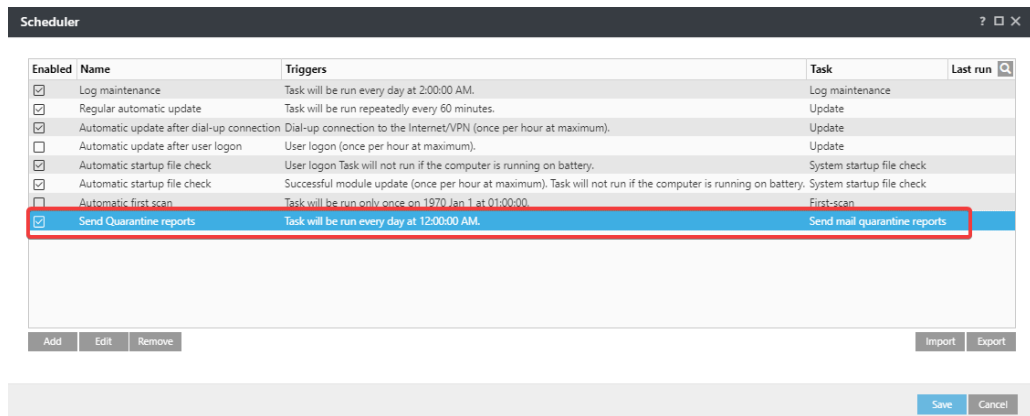 Scheduler
Enabled Name Triggers Task Last run
Log maintenance Task will be run every day at 2:00:00 AM. Log maintenance
Regular automatic update Task will be run repeatedly every 60 minutes. Update
Automatic update after dial-up connection Dial-up connection to the Internet/VPN (once per hour at maximum). Update
Automatic update after user logon User logon (once per hour at maximum). Update
Automatic startup file check User logon Task will not run if the computer is running on battery. System startup file check
Automatic startup file check Successful module update (once per hour at maximum). Task will not run if the computer is running on battery. System startup file check
Automatic first scan Task will be run only once on 1970 Jan 1 at 01:00:00. First-scan
Send Quarantine reports Task will be run every day at 12:00:00 AM. Send mail quarantine reports
Add Edit Remove Import Export
Save Cancel